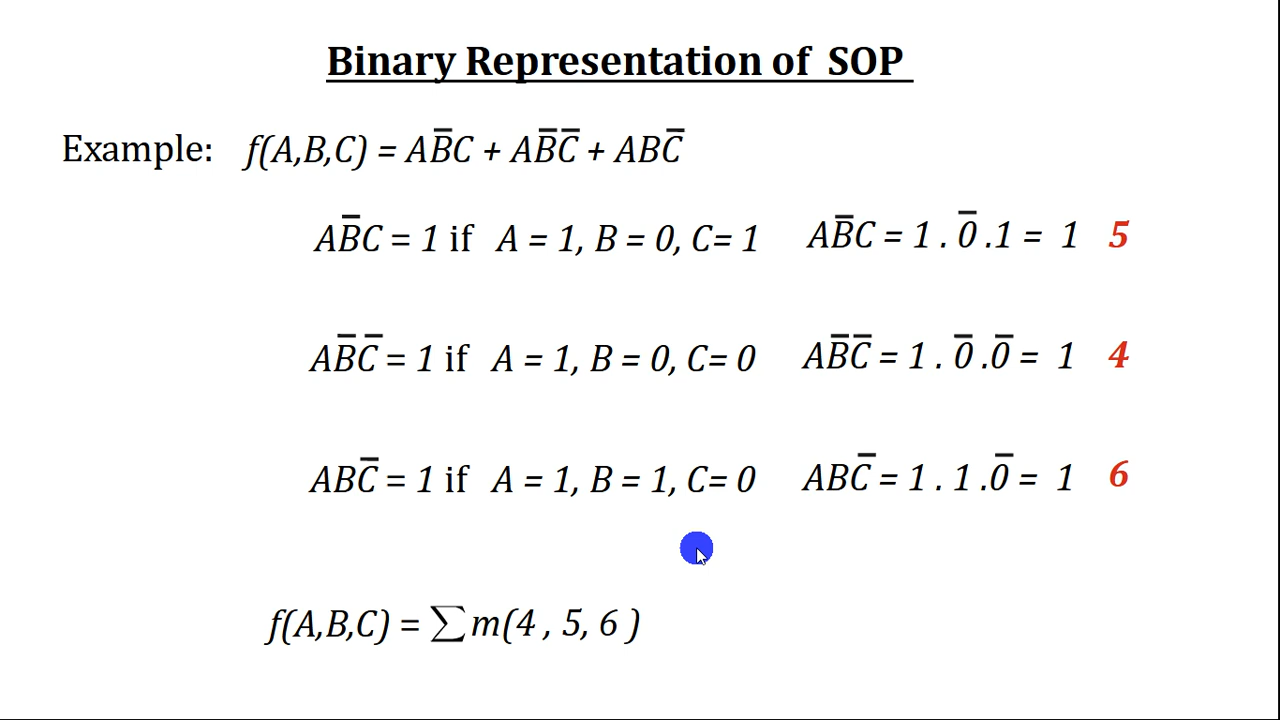 Binary Representation of SOP
Example: f(A,B,C) = AB̅C + AB̅C̅ + ABC̅
AB̅C = 1 if A = 1, B = 0, C= 1 AB̅C = 1 . 0̅ .1 = 1 5
AB̅C̅ = 1 if A = 1, B = 0, C= 0 AB̅C̅ = 1 . 0̅ .0̅ = 1 4
ABC̅ = 1 if A = 1, B = 1, C= 0 ABC̅ = 1 . 1 .0̅ = 1 6
f(A,B,C) = ∑ m(4 , 5, 6 )